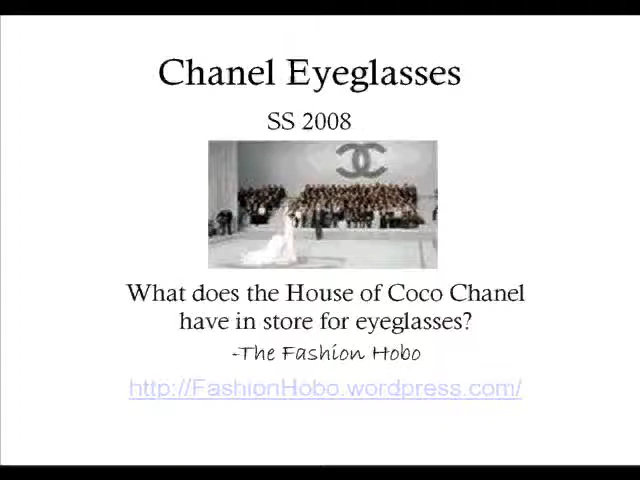 Chanel Eyeglasses
SS 2008
What does the House of Coco Chanel
have in store for eyeglasses?
-The Fashion Hobo
http://FashionHobo.wordpress.com/